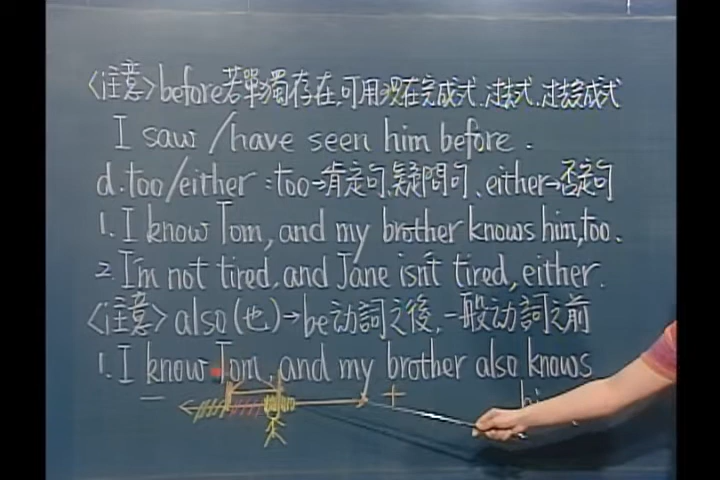 <注意>before若單獨存在,可用現在完成式、过去式、过去完成式
I saw /have seen him before.
d.too/either:too→肯定句、疑問句、either→否定句
1. I know Tom, and my brother knows him, too.
2. I'm not tired, and Jane isn't tired, either.
<注意>also(也)→be动詞之後,一般动詞之前
1. I know Tom, and my brother also knows